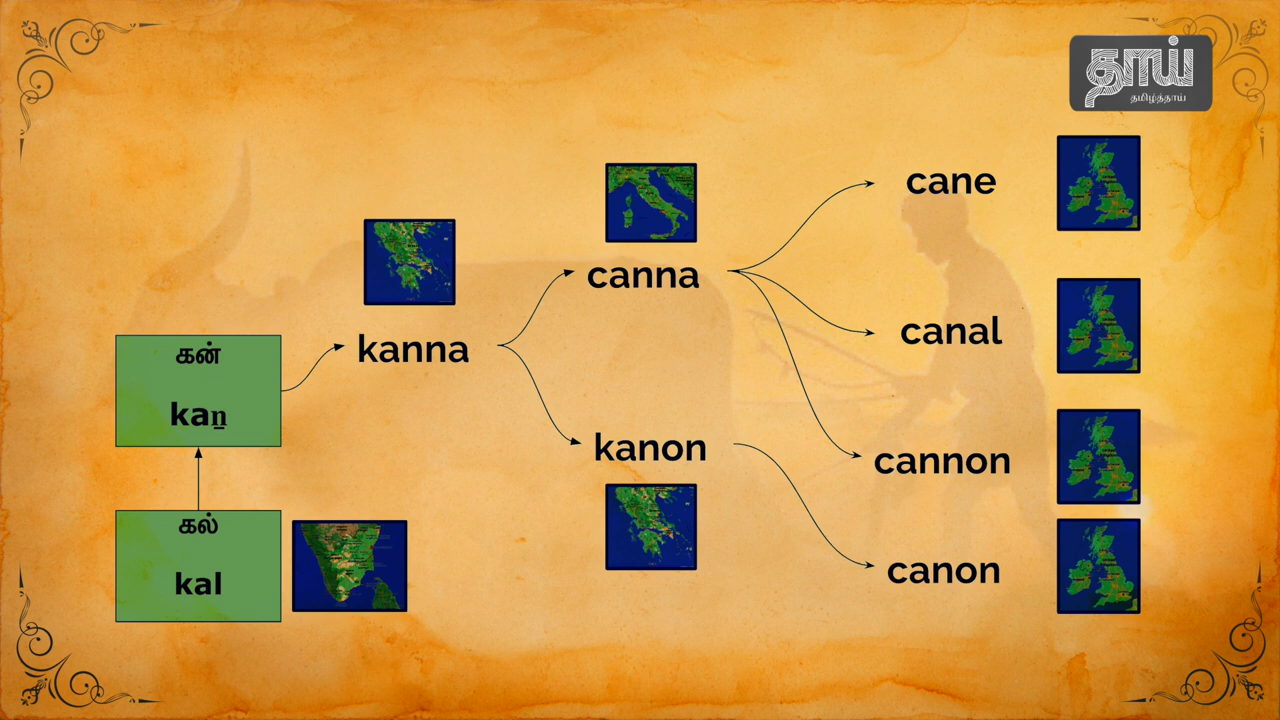 தாய்
தமிழ்த்தாய்
cane
canna
canal
கன்
kaṉ
kanna
kanon
cannon
கல்
kal
canon